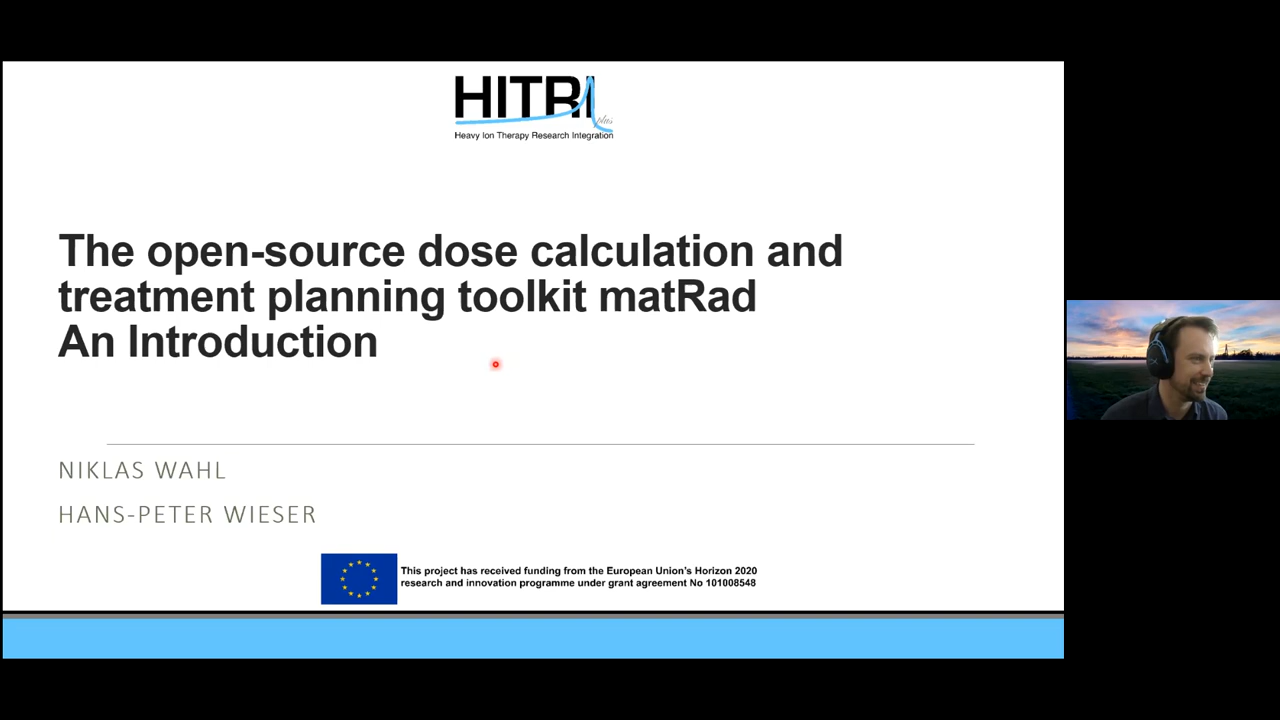 HITRI
plus
Heavy Ion Therapy Research Integration
The open-source dose calculation and
treatment planning toolkit matRad
An Introduction
NIKLAS WAHL
HANS-PETER WIESER
This project has received funding from the European Union's Horizon 2020
research and innovation programme under grant agreement No 101008548